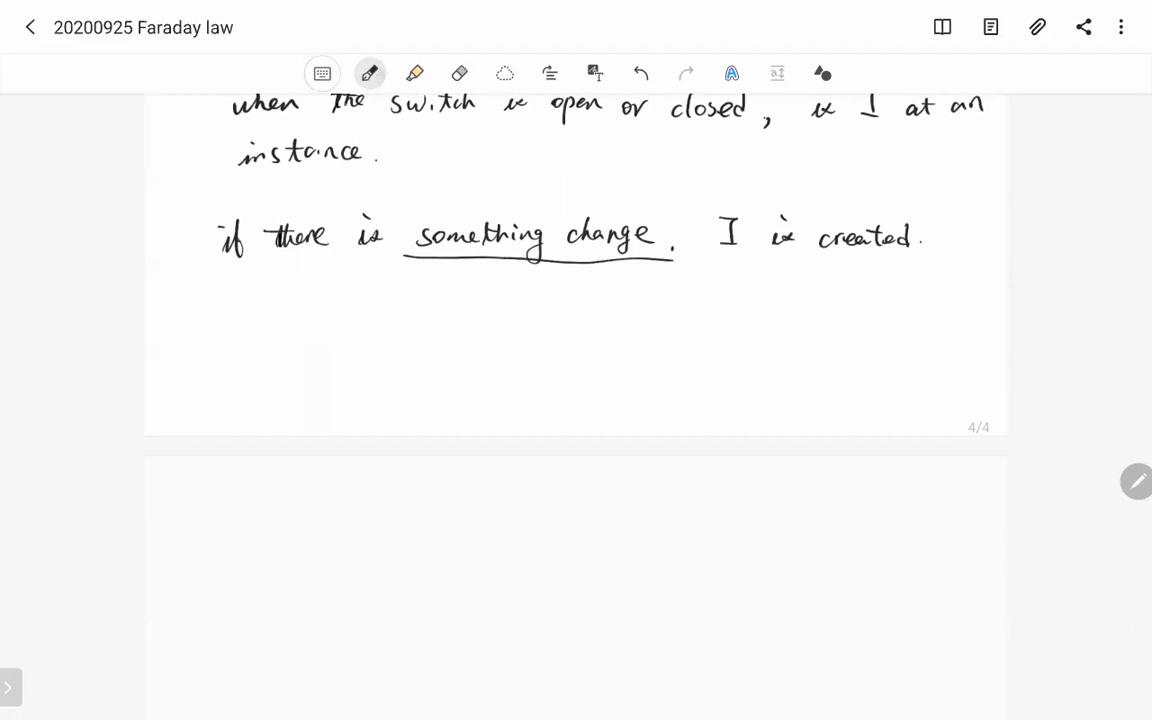 20200925 Faraday law
when the switch is open or closed, is I at an
instance.
if there is something change. I is created.
4/4